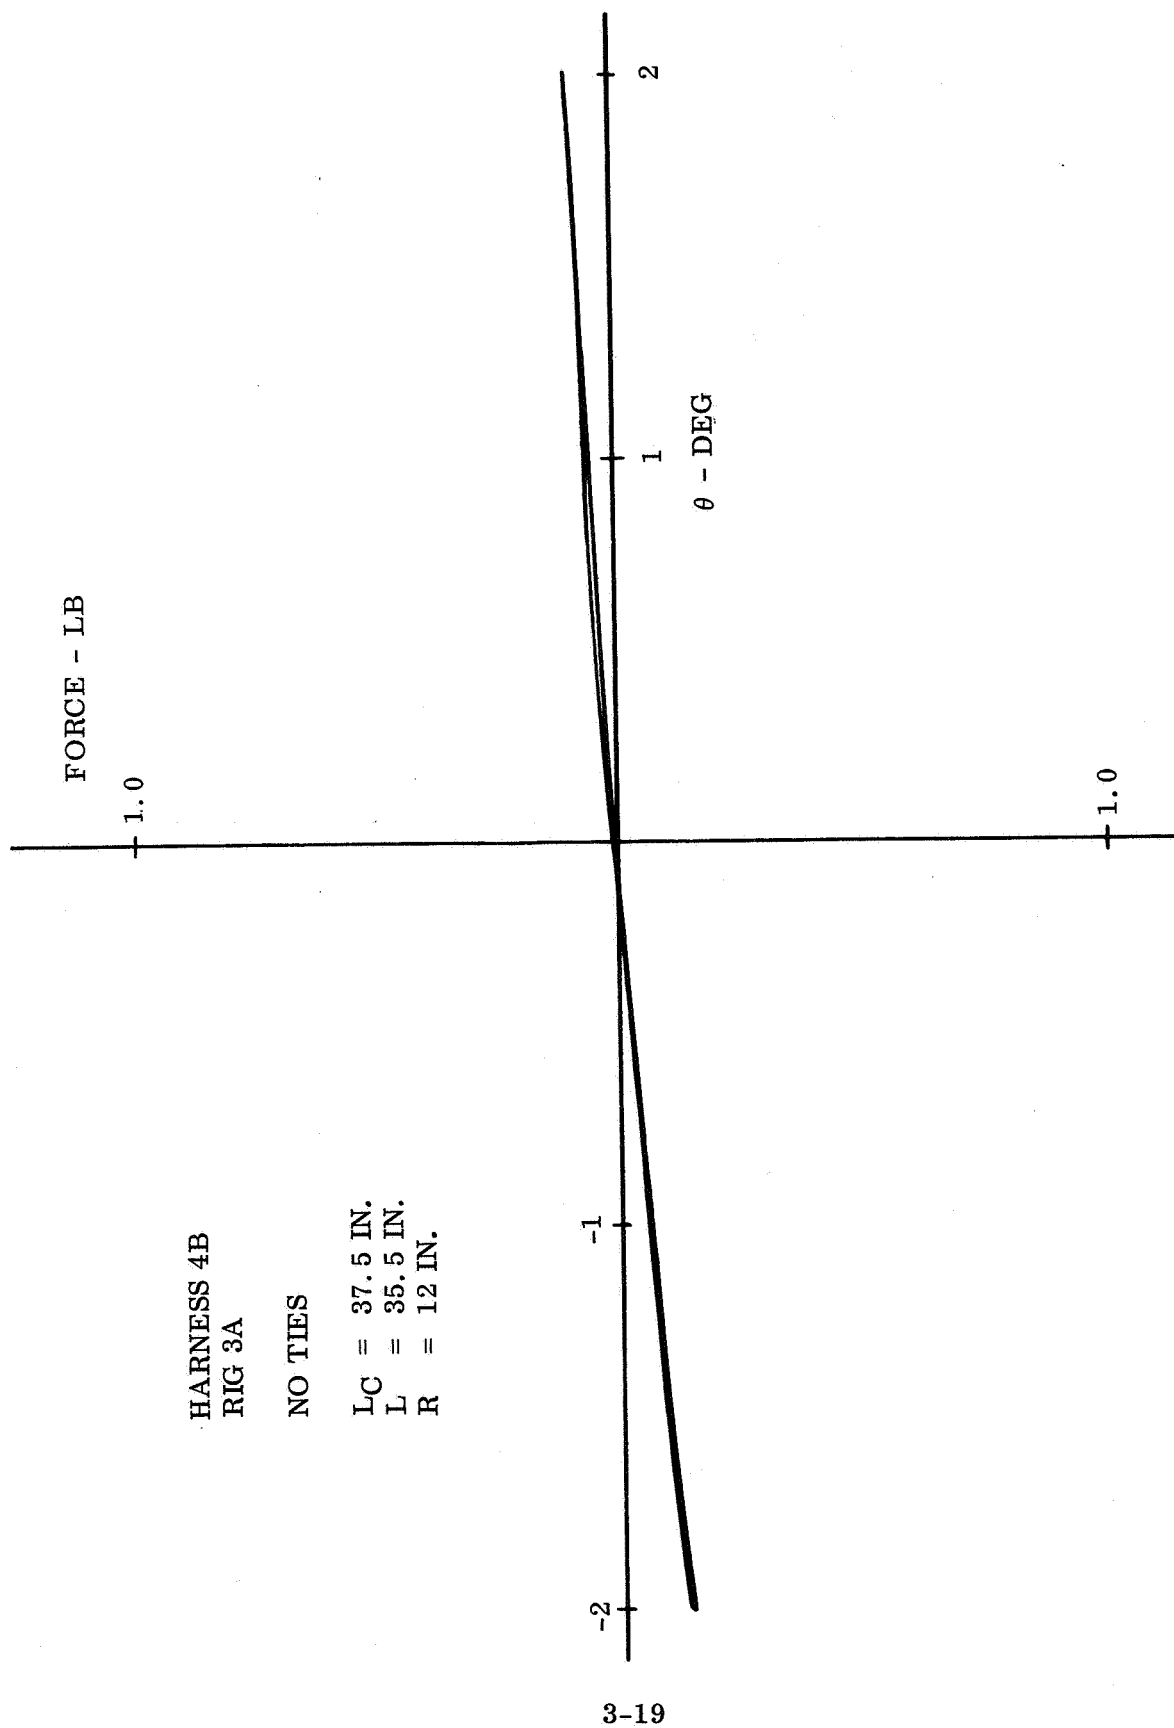 HARNESS 4B
RIG 3A
NO TIES
LC = 37.5 IN.
L = 35.5 IN.
R = 12 IN.
FORCE - LB
1.0
-2
-1
1
2
θ - DEG
1.0
3-19